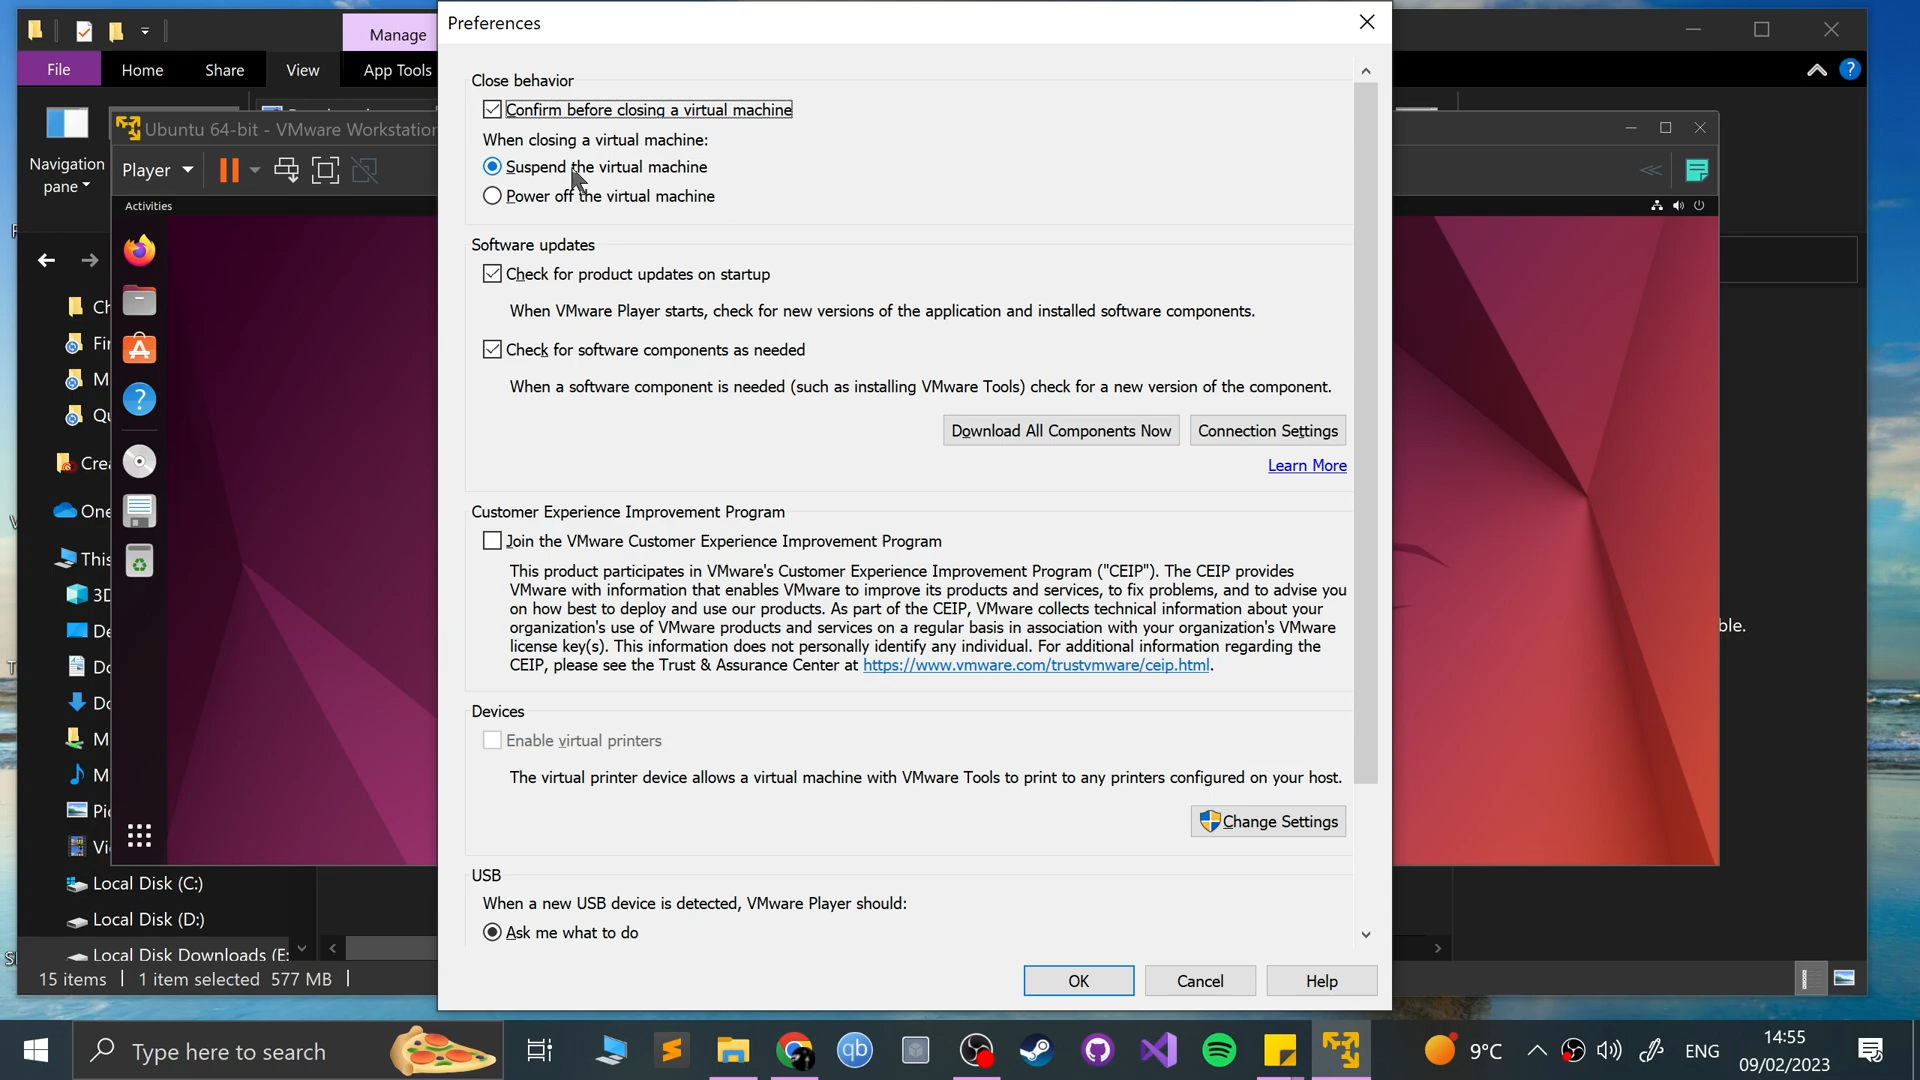 Manage
File
Home
Share
View
App Tools
Navigation
pane
Ubuntu 64-bit - VMware Workstation
Player
Activities
This
Local Disk (C:)
Local Disk (D:)
Local Disk Downloads (E:
15 items
1 item selected 577 MB
Preferences
Close behavior
Confirm before closing a virtual machine
When closing a virtual machine:
Suspend the virtual machine
Power off the virtual machine
Software updates
Check for product updates on startup
When VMware Player starts, check for new versions of the application and installed software components.
Check for software components as needed
When a software component is needed (such as installing VMware Tools) check for a new version of the component.
Download All Components Now
Connection Settings
Learn More
Customer Experience Improvement Program
Join the VMware Customer Experience Improvement Program
This product participates in VMware's Customer Experience Improvement Program ("CEIP"). The CEIP provides
VMware with information that enables VMware to improve its products and services, to fix problems, and to advise you
on how best to deploy and use our products. As part of the CEIP, VMware collects technical information about your
organization's use of VMware products and services on a regular basis in association with your organization's VMware
license key(s). This information does not personally identify any individual. For additional information regarding the
CEIP, please see the Trust & Assurance Center at https://www.vmware.com/trustvmware/ceip.html.
Devices
Enable virtual printers
The virtual printer device allows a virtual machine with VMware Tools to print to any printers configured on your host.
Change Settings
USB
When a new USB device is detected, VMware Player should:
Ask me what to do
OK
Cancel
Help
ble.
Type here to search
qb
9°C
ENG
14:55
09/02/2023